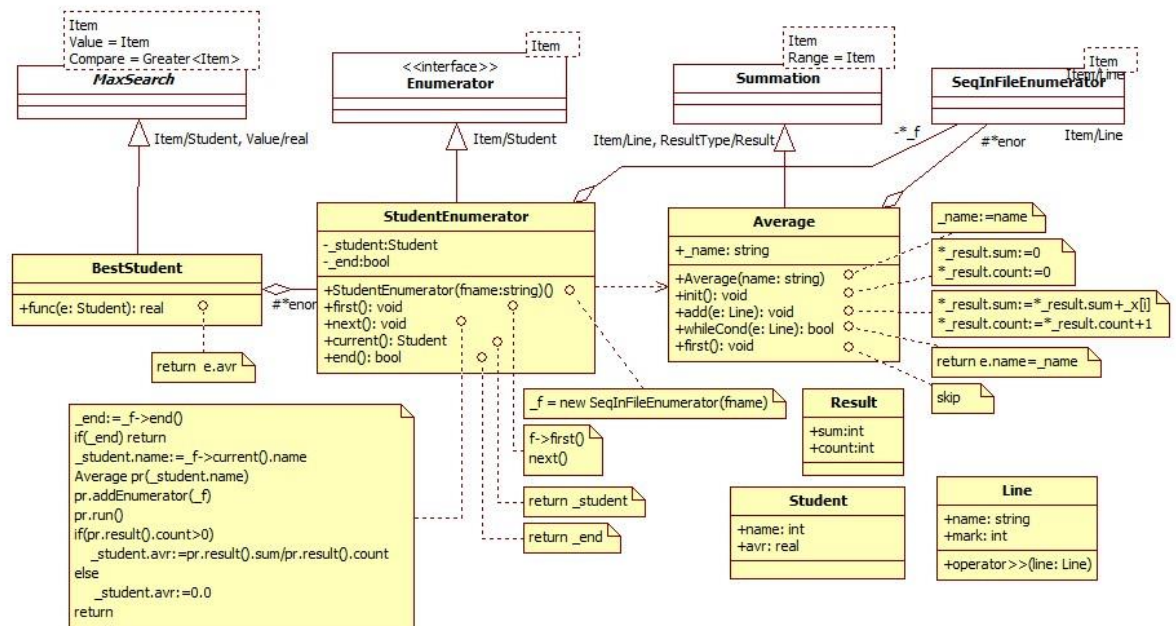 Item
Value = Item
Compare = Greater<Item>
MaxSearch
Item
<<interface>>
Enumerator
Item
Range = Item
Summation
Item
Item/Line
SeqInFileEnumerator
Item/Student, Value/real
Item/Student
Item/Line, ResultType/Result
-*_f
#*enor
Item/Line
BestStudent
+func(e: Student): real
#*enor
return e.avr
StudentEnumerator
-_student:Student
-_end:bool
+StudentEnumerator(fname:string)()
+first(): void
+next(): void
+current(): Student
+end(): bool
Average
+_name: string
+Average(name: string)
+init(): void
+add(e: Line): void
+whileCond(e: Line): bool
+first(): void
_name:=name
*_result.sum:=0
*_result.count:=0
*_result.sum:=*_result.sum+_x[i]
*_result.count:=*_result.count+1
return e.name=_name
skip
_end:=_f->end()
if(_end) return
_student.name:=_f->current().name
Average pr(_student.name)
pr.addEnumerator(_f)
pr.run()
if(pr.result().count>0)
_student.avr:=pr.result().sum/pr.result().count
else
_student.avr:=0.0
return
_f = new SeqInFileEnumerator(fname)
f->first()
next()
return _student
return _end
Result
+sum:int
+count:int
Student
+name: int
+avr: real
Line
+name: string
+mark: int
+operator>>(line: Line)